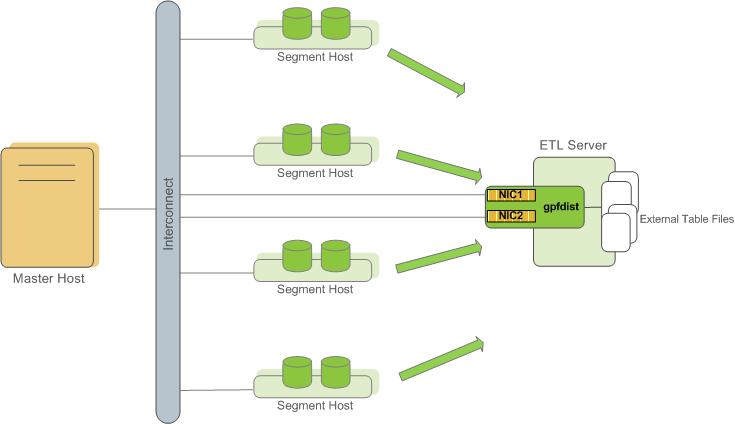 Segment Host
Segment Host
ETL Server
Interconnect
NIC1
gpfdist
NIC2
External Table Files
Master Host
Segment Host
Segment Host